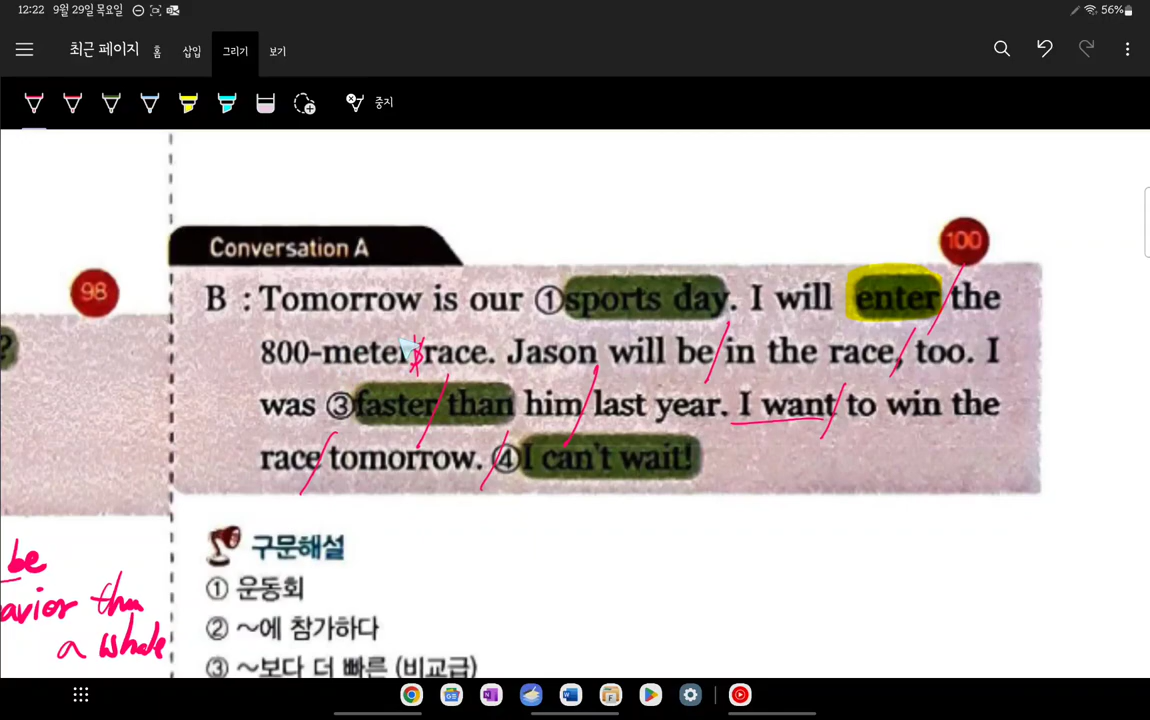 12:22 9월 29일 목요일 56%
최근 페이지 홈 삽입 그리기 보기
중지
Conversation A
100
98
B : Tomorrow is our ①sports day. I will enter the
800-meter race. Jason will be in the race, too. I
was ③faster than him last year. I want to win the
race tomorrow. ④I can't wait!
?
구문해설
① 운동회
② ~에 참가하다
③ ~보다 더 빠른 (비교급)
be
avior than
a whale